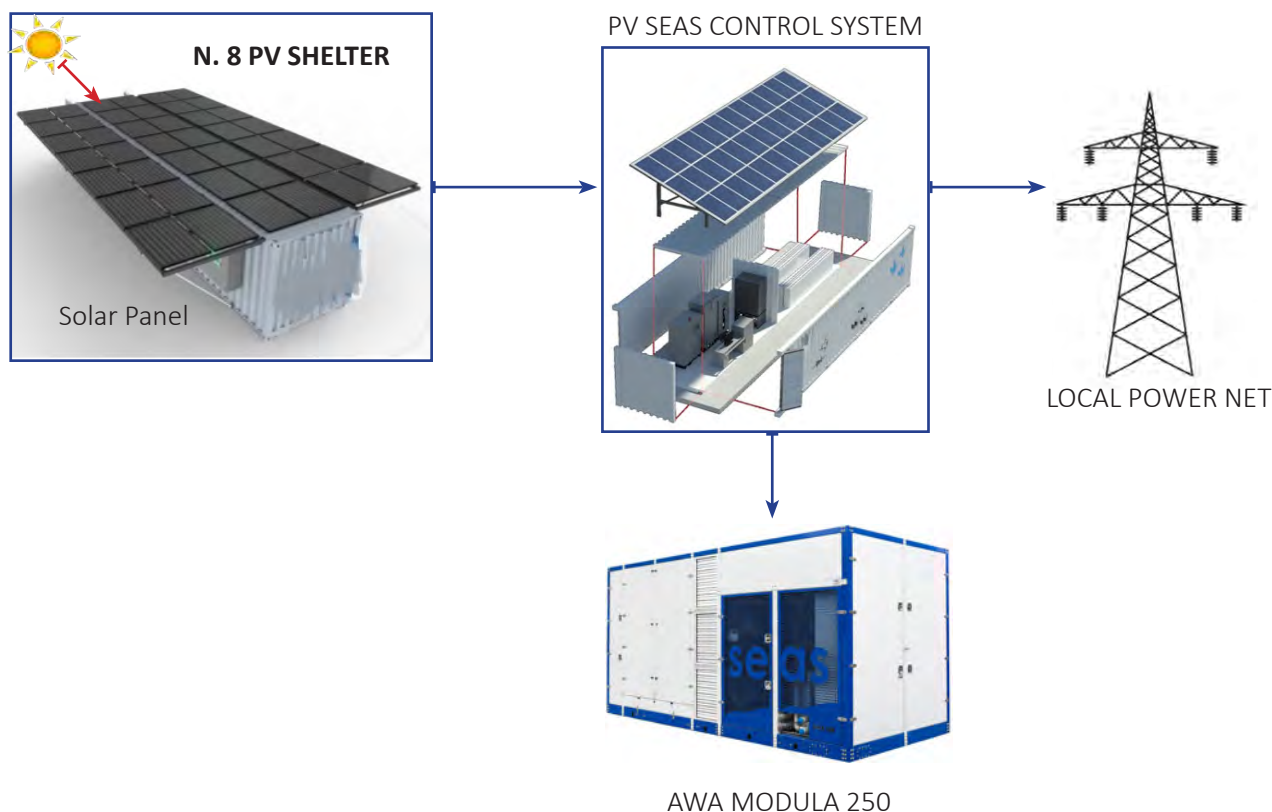 PV SEAS CONTROL SYSTEM
N. 8 PV SHELTER
Solar Panel
LOCAL POWER NET
seas
AWA MODULA 250